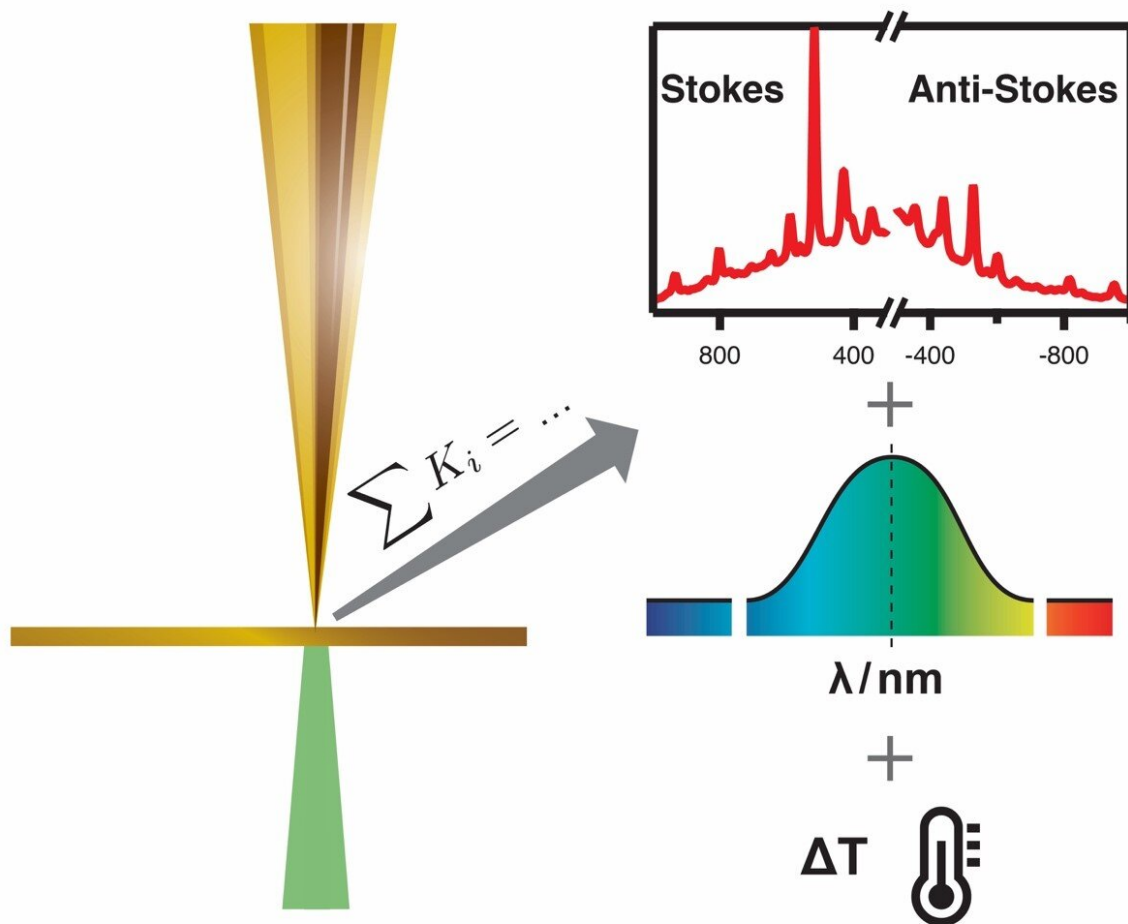 Stokes Anti-Stokes
800 400 -400 -800
+
∑ K_i = ...
λ/nm
+
ΔT